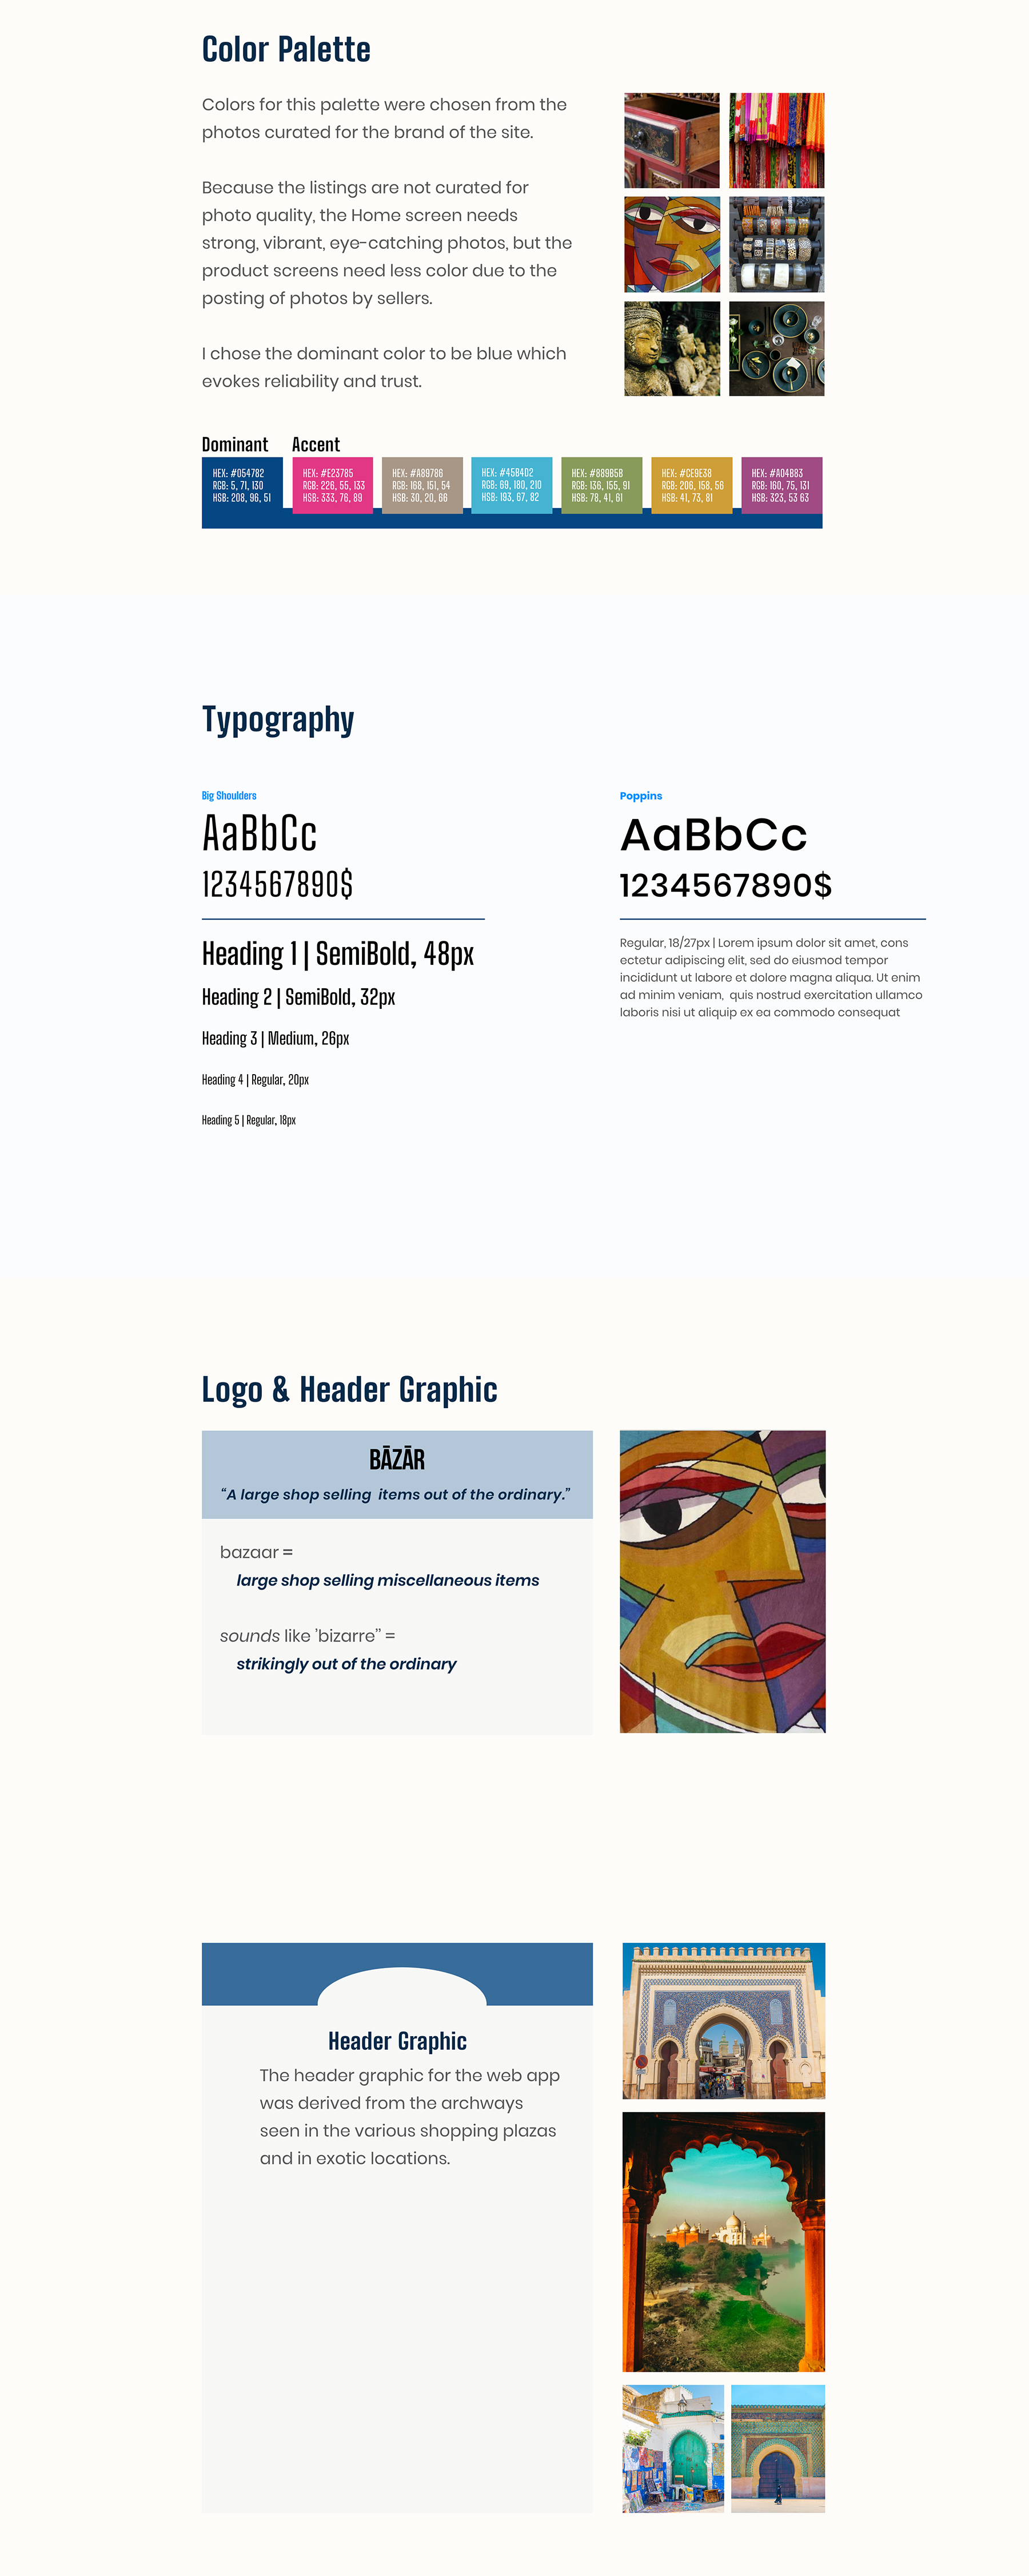 Color Palette
Colors for this palette were chosen from the
photos curated for the brand of the site.
Because the listings are not curated for
photo quality, the Home screen needs
strong, vibrant, eye-catching photos, but the
product screens need less color due to the
posting of photos by sellers.
I chose the dominant color to be blue which
evokes reliability and trust.
Dominant
Accent
HEX: #054782
RGB: 5, 71, 130
HSB: 208, 96, 51
HEX: #E23785
RGB: 226, 55, 133
HSB: 333, 76, 89
HEX: #A89786
RGB: 168, 151, 54
HSB: 30, 20, 66
HEX: #45B4D2
RGB: 69, 180, 210
HSB: 193, 67, 82
HEX: #889B5B
RGB: 136, 155, 91
HSB: 78, 41, 61
HEX: #CE9E38
RGB: 206, 158, 56
HSB: 41, 73, 81
HEX: #A04B83
RGB: 160, 75, 131
HSB: 323, 53 63
Typography
Big Shoulders
AaBbCc
1234567890$
Heading 1 | SemiBold, 48px
Heading 2 | SemiBold, 32px
Heading 3 | Medium, 26px
Heading 4 | Regular, 20px
Heading 5 | Regular, 18px
Poppins
AaBbCc
1234567890$
Regular, 18/27px | Lorem ipsum dolor sit amet, cons
ectetur adipiscing elit, sed do eiusmod tempor
incididunt ut labore et dolore magna aliqua. Ut enim
ad minim veniam,  quis nostrud exercitation ullamco
laboris nisi ut aliquip ex ea commodo consequat
Logo & Header Graphic
BĀZĀR
“A large shop selling  items out of the ordinary.”
bazaar =
large shop selling miscellaneous items
sounds like ’bizarre” =
strikingly out of the ordinary
Header Graphic
The header graphic for the web app
was derived from the archways
seen in the various shopping plazas
and in exotic locations.